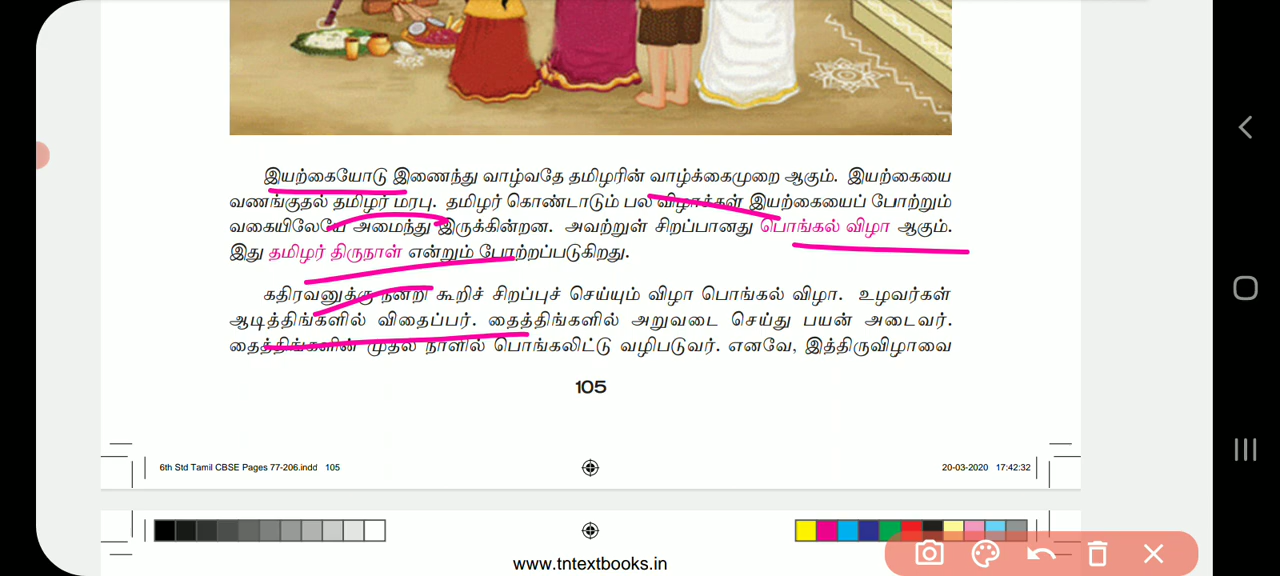 இயற்கையோடு இணைந்து வாழ்வதே தமிழரின் வாழ்க்கைமுறை ஆகும். இயற்கையை
வணங்குதல் தமிழர் மரபு. தமிழர் கொண்டாடும் பல விழாக்கள் இயற்கையைப் போற்றும்
வகையிலேயே அமைந்து இருக்கின்றன. அவற்றுள் சிறப்பானது பொங்கல் விழா ஆகும்.
இது தமிழர் திருநாள் என்றும் போற்றப்படுகிறது.
கதிரவனுக்கு நன்றி கூறிச் சிறப்புச் செய்யும் விழா பொங்கல் விழா. உழவர்கள்
ஆடித்திங்களில் விதைப்பர். தைத்திங்களில் அறுவடை செய்து பயன் அடைவர்.
தைத்திங்களின் முதல் நாளில் பொங்கலிட்டு வழிபடுவர். எனவே, இத்திருவிழாவை
105
6th Std Tamil CBSE Pages 77-206.indd 105
20-03-2020 17:42:32
www.tntextbooks.in